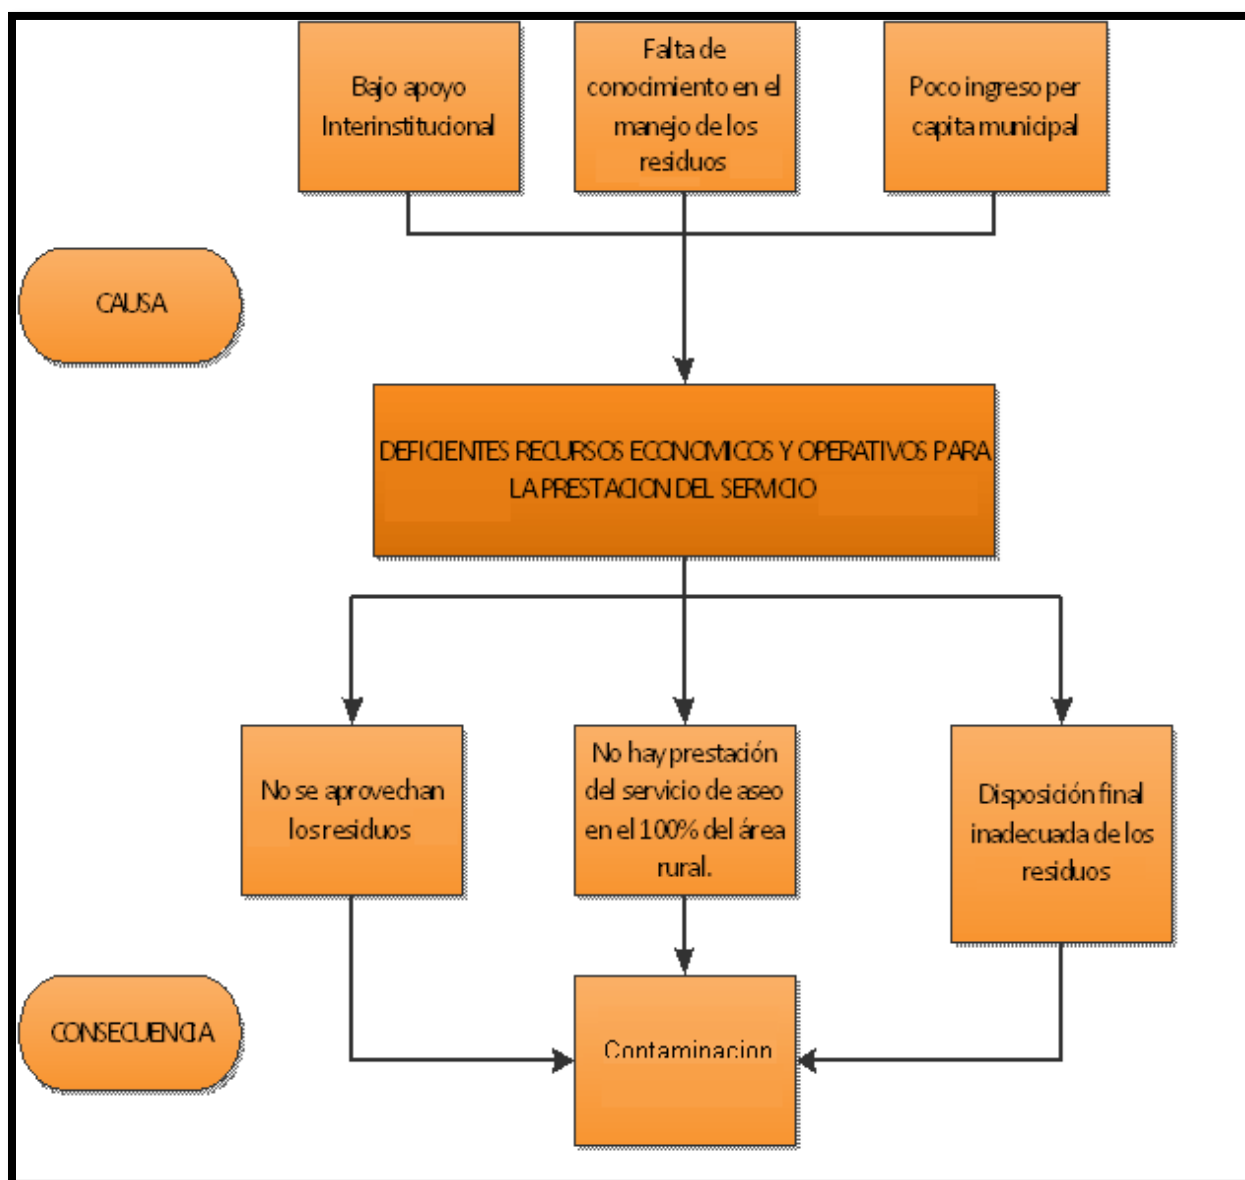 Bajo apoyo
Interinstitucional
Falta de
conocimiento en el
manejo de los
residuos
Poco ingreso per
capita municipal
CAUSA
DEFICIENTES RECURSOS ECONOMICOS Y OPERATIVOS PARA
LA PRESTACION DEL SERVICIO
No se aprovechan
los residuos
No hay prestación
del servicio de aseo
en el 100% del área
rural.
Disposición final
inadecuada de los
residuos
CONSECUENCIA
Contaminacion